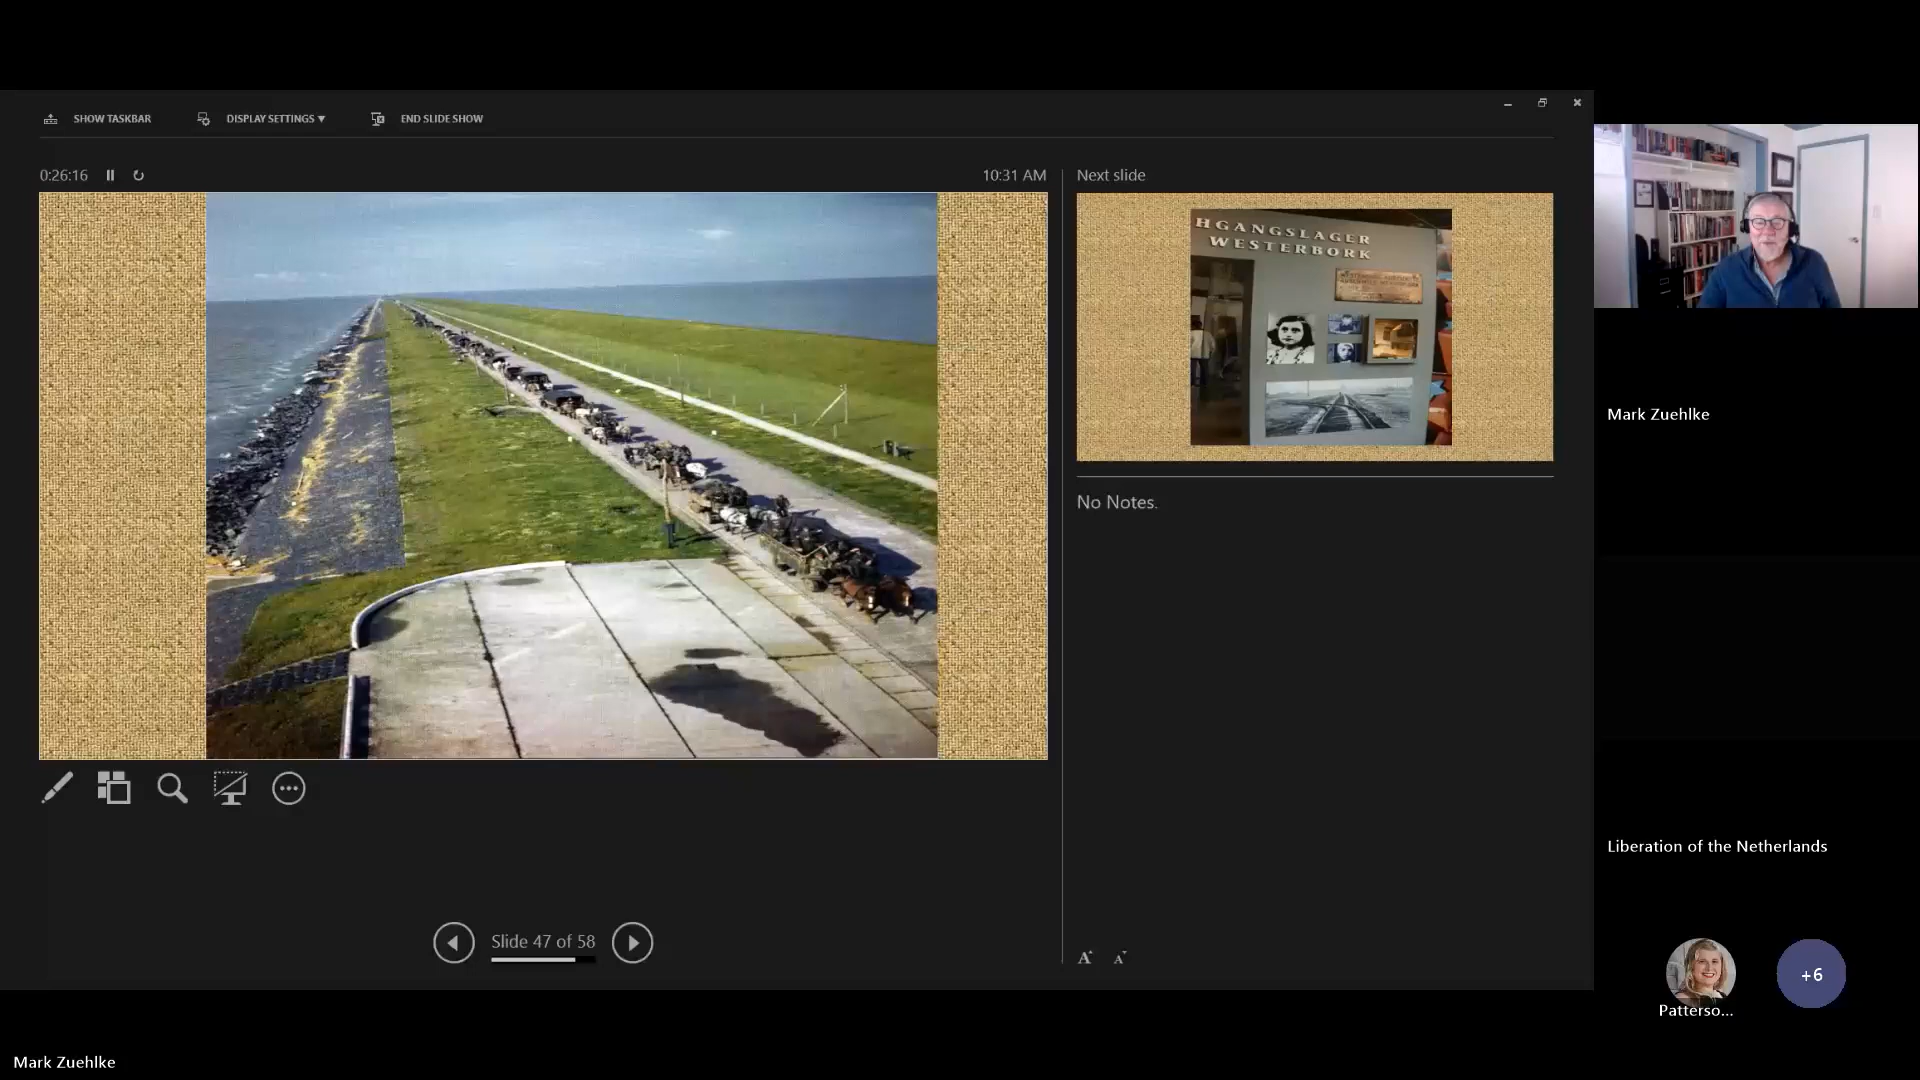 SHOW TASKBAR
DISPLAY SETTINGS ▼
END SLIDE SHOW
0:26:16
10:31 AM
Next slide
HGANGSLAGER
WESTERBORK
No Notes.
Slide 47 of 58
A A
Mark Zuehlke
Liberation of the Netherlands
+6
Patterso...
Mark Zuehlke